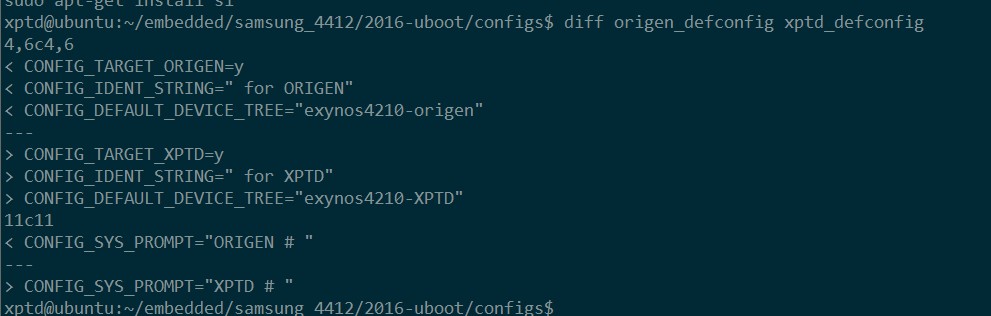 sudo apt-get install sl
xptd@ubuntu:~/embedded/samsung_4412/2016-uboot/configs$ diff origen_defconfig xptd_defconfig
4,6c4,6
< CONFIG_TARGET_ORIGEN=y
< CONFIG_IDENT_STRING=" for ORIGEN"
< CONFIG_DEFAULT_DEVICE_TREE="exynos4210-origen"
---
> CONFIG_TARGET_XPTD=y
> CONFIG_IDENT_STRING=" for XPTD"
> CONFIG_DEFAULT_DEVICE_TREE="exynos4210-XPTD"
11c11
< CONFIG_SYS_PROMPT="ORIGEN # "
---
> CONFIG_SYS_PROMPT="XPTD # "
xptd@ubuntu:~/embedded/samsung_4412/2016-uboot/configs$